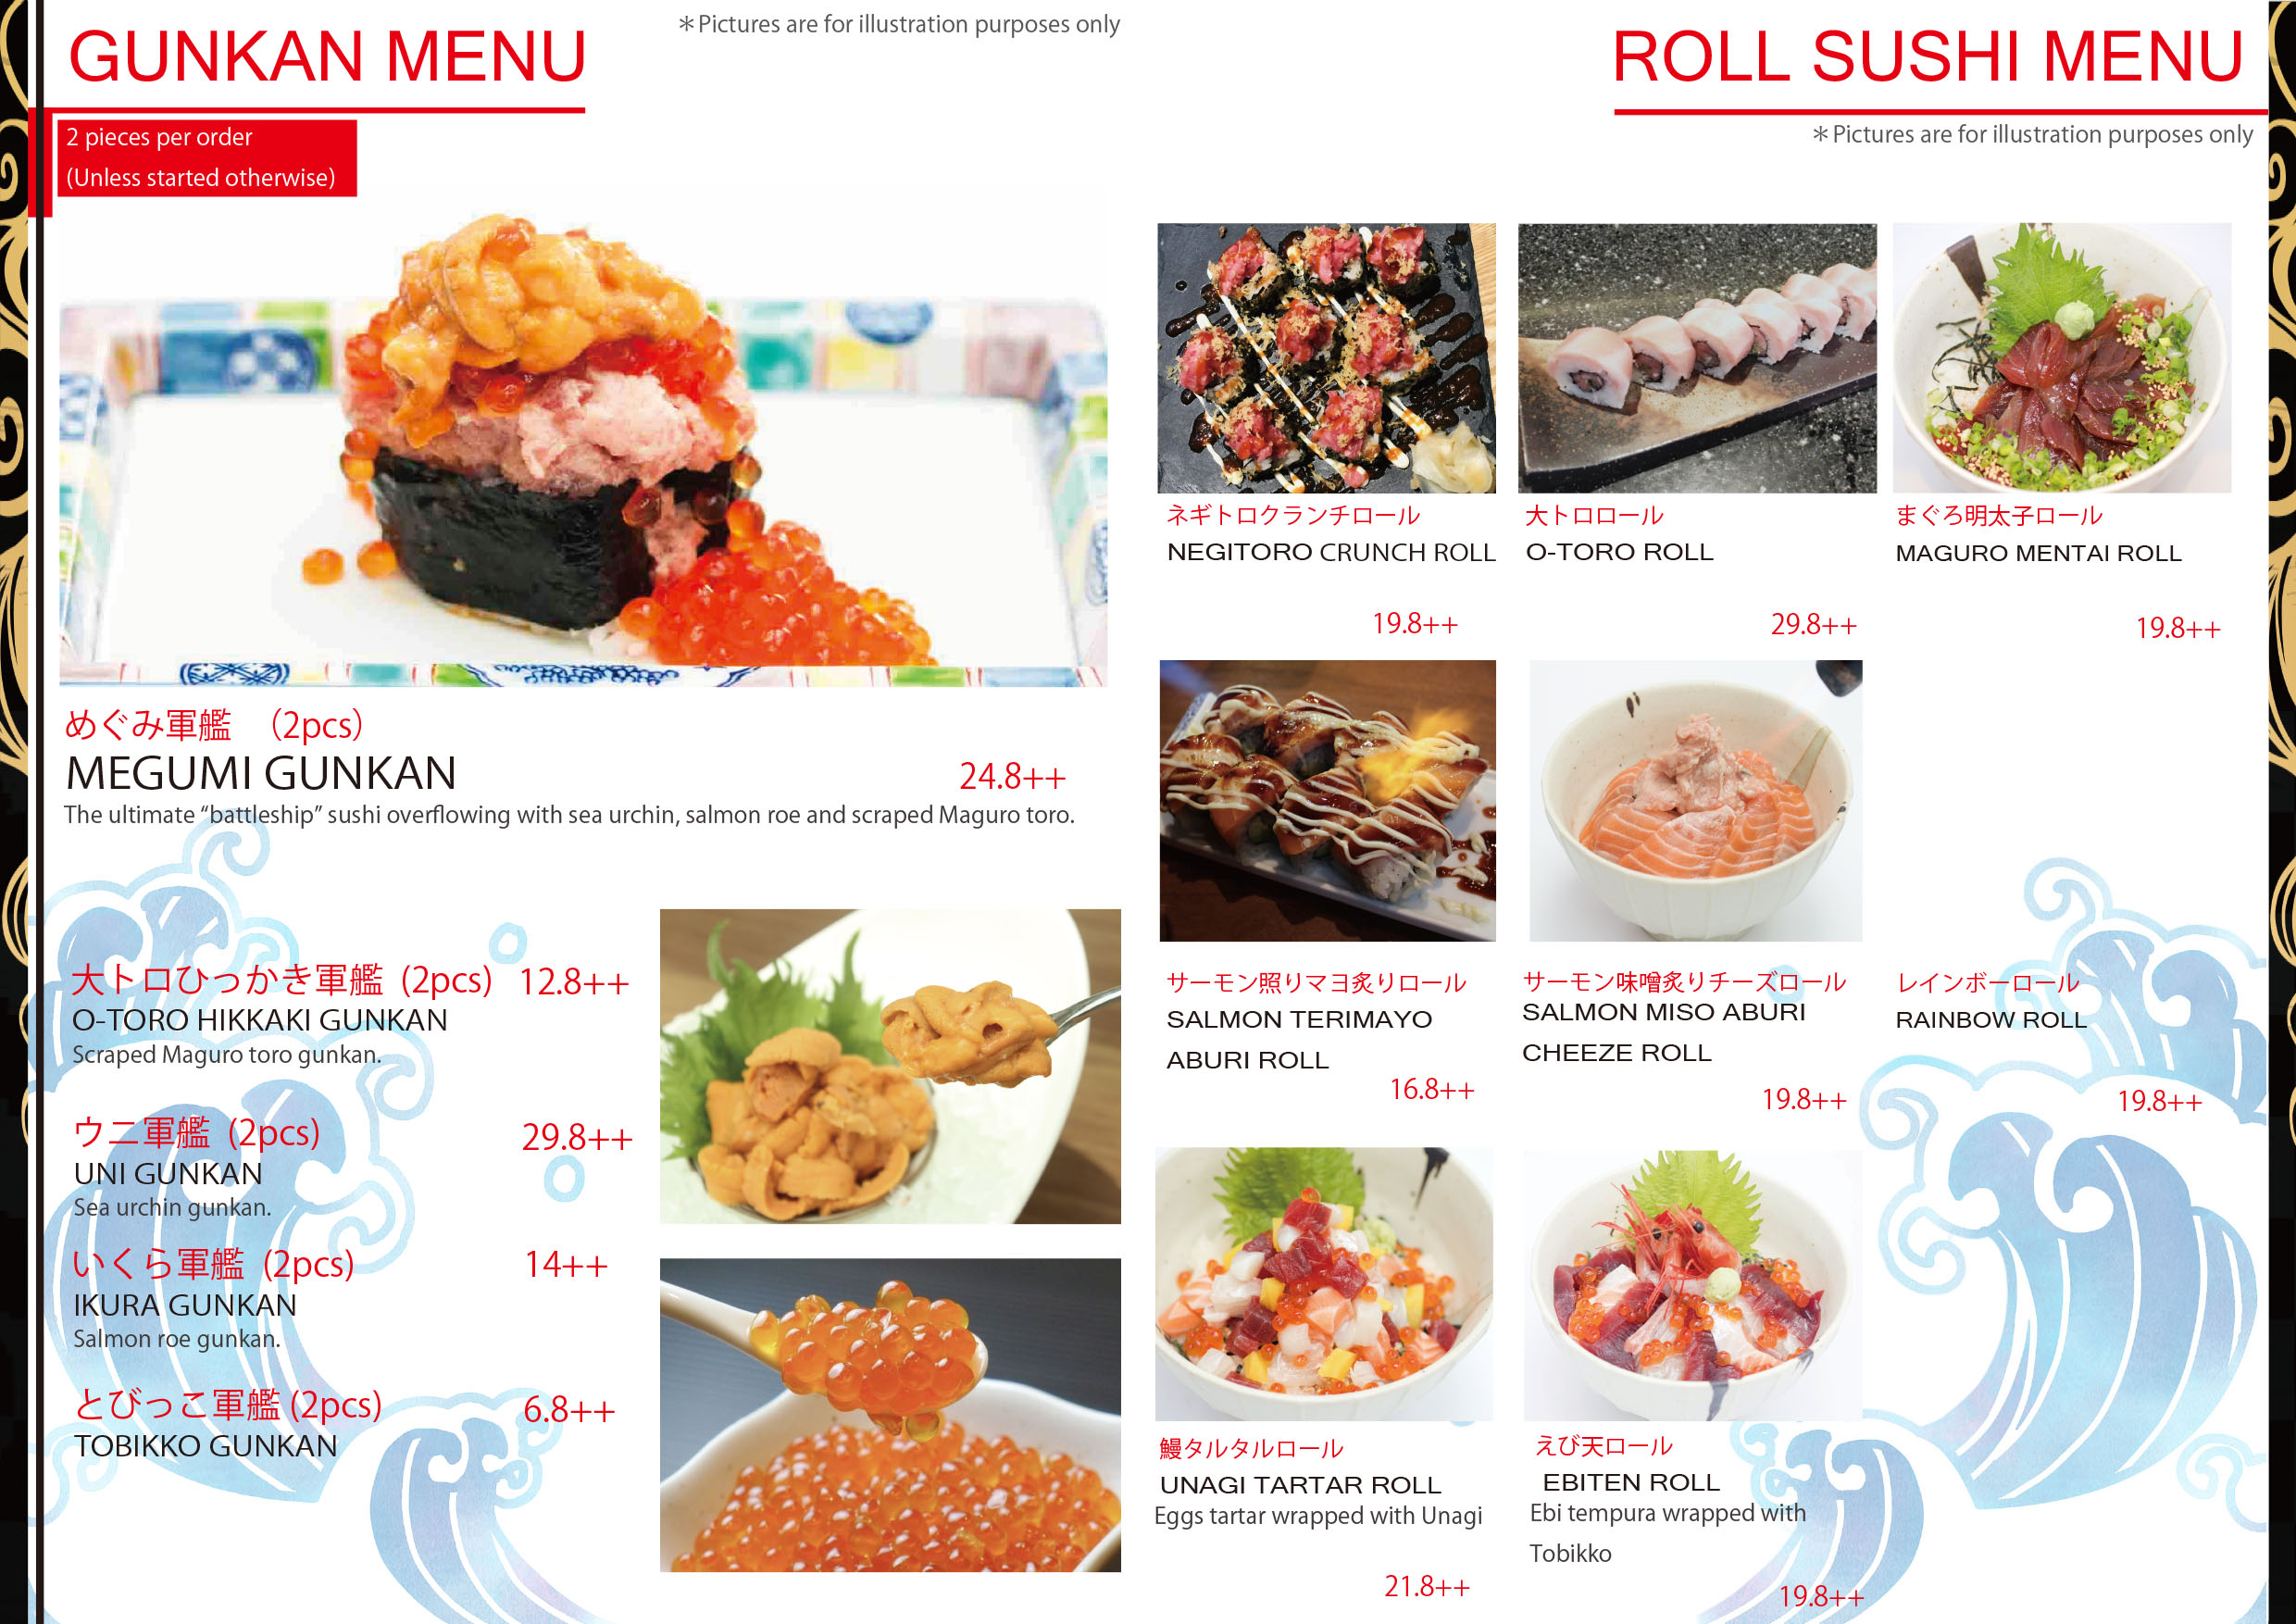 GUNKAN MENU
＊Pictures are for illustration purposes only
2 pieces per order
(Unless started otherwise)
めぐみ軍艦　（2pcs）
MEGUMI GUNKAN
24.8++
The ultimate “battleship” sushi overflowing with sea urchin, salmon roe and scraped Maguro toro.
大トロひっかき軍艦 (2pcs) 12.8++
O-TORO HIKKAKI GUNKAN
Scraped Maguro toro gunkan.
ウニ軍艦 (2pcs) 29.8++
UNI GUNKAN
Sea urchin gunkan.
いくら軍艦 (2pcs) 14++
IKURA GUNKAN
Salmon roe gunkan.
とびっこ軍艦 (2pcs) 6.8++
TOBIKKO GUNKAN
ROLL SUSHI MENU
＊Pictures are for illustration purposes only
ネギトロクランチロール
NEGITORO CRUNCH ROLL
19.8++
大トロロール
O-TORO ROLL
29.8++
まぐろ明太子ロール
MAGURO MENTAI ROLL
19.8++
サーモン照りマヨ炙りロール
SALMON TERIMAYO
ABURI ROLL
16.8++
サーモン味噌炙りチーズロール
SALMON MISO ABURI
CHEEZE ROLL
19.8++
レインボーロール
RAINBOW ROLL
19.8++
鰻タルタルロール
UNAGI TARTAR ROLL
Eggs tartar wrapped with Unagi
21.8++
えび天ロール
EBITEN ROLL
Ebi tempura wrapped with
Tobikko
19.8++